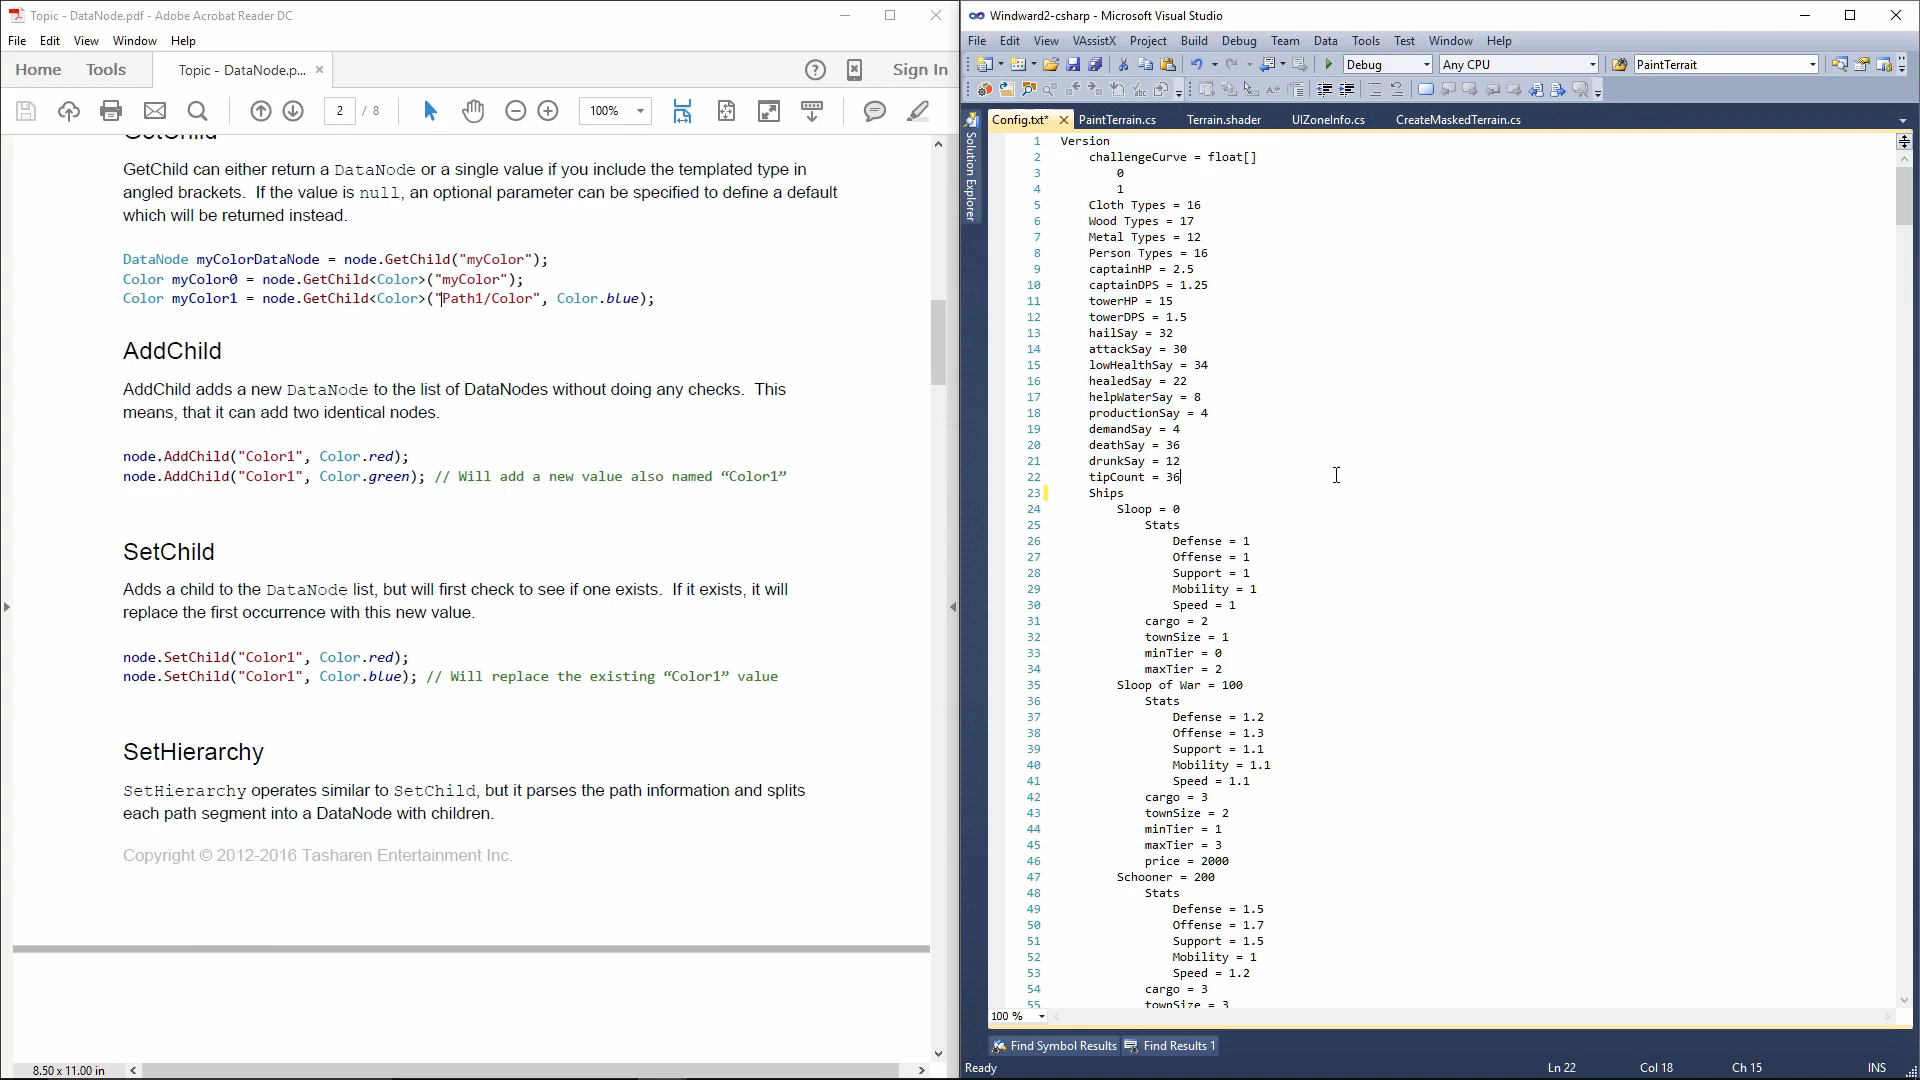 Topic - DataNode.pdf - Adobe Acrobat Reader DC
File Edit View Window Help
Home Tools Topic - DataNode.p... × Sign In
2 / 8 100%
GetChild
GetChild can either return a DataNode or a single value if you include the templated type in
angled brackets. If the value is null, an optional parameter can be specified to define a default
which will be returned instead.
DataNode myColorDataNode = node.GetChild("myColor");
Color myColor0 = node.GetChild<Color>("myColor");
Color myColor1 = node.GetChild<Color>("Path1/Color", Color.blue);
AddChild
AddChild adds a new DataNode to the list of DataNodes without doing any checks. This
means, that it can add two identical nodes.
node.AddChild("Color1", Color.red);
node.AddChild("Color1", Color.green); // Will add a new value also named “Color1”
SetChild
Adds a child to the DataNode list, but will first check to see if one exists. If it exists, it will
replace the first occurrence with this new value.
node.SetChild("Color1", Color.red);
node.SetChild("Color1", Color.blue); // Will replace the existing “Color1” value
SetHierarchy
SetHierarchy operates similar to SetChild, but it parses the path information and splits
each path segment into a DataNode with children.
Copyright © 2012-2016 Tasharen Entertainment Inc.
8.50 x 11.00 in
Windward2-csharp - Microsoft Visual Studio
File Edit View VAssistX Project Build Debug Team Data Tools Test Window Help
Debug Any CPU PaintTerrait
Solution Explorer
Config.txt* PaintTerrain.cs Terrain.shader UIZoneInfo.cs CreateMaskedTerrain.cs
1 Version
2 challengeCurve = float[]
3 0
4 1
5 Cloth Types = 16
6 Wood Types = 17
7 Metal Types = 12
8 Person Types = 16
9 captainHP = 2.5
10 captainDPS = 1.25
11 towerHP = 15
12 towerDPS = 1.5
13 hailSay = 32
14 attackSay = 30
15 lowHealthSay = 34
16 healedSay = 22
17 helpWaterSay = 8
18 productionSay = 4
19 demandSay = 4
20 deathSay = 36
21 drunkSay = 12
22 tipCount = 36
23 Ships
24 Sloop = 0
25 Stats
26 Defense = 1
27 Offense = 1
28 Support = 1
29 Mobility = 1
30 Speed = 1
31 cargo = 2
32 townSize = 1
33 minTier = 0
34 maxTier = 2
35 Sloop of War = 100
36 Stats
37 Defense = 1.2
38 Offense = 1.3
39 Support = 1.1
40 Mobility = 1.1
41 Speed = 1.1
42 cargo = 3
43 townSize = 2
44 minTier = 1
45 maxTier = 3
46 price = 2000
47 Schooner = 200
48 Stats
49 Defense = 1.5
50 Offense = 1.7
51 Support = 1.5
52 Mobility = 1
53 Speed = 1.2
54 cargo = 3
55 townSize = 3
100 %
Find Symbol Results Find Results 1
Ready Ln 22 Col 18 Ch 15 INS